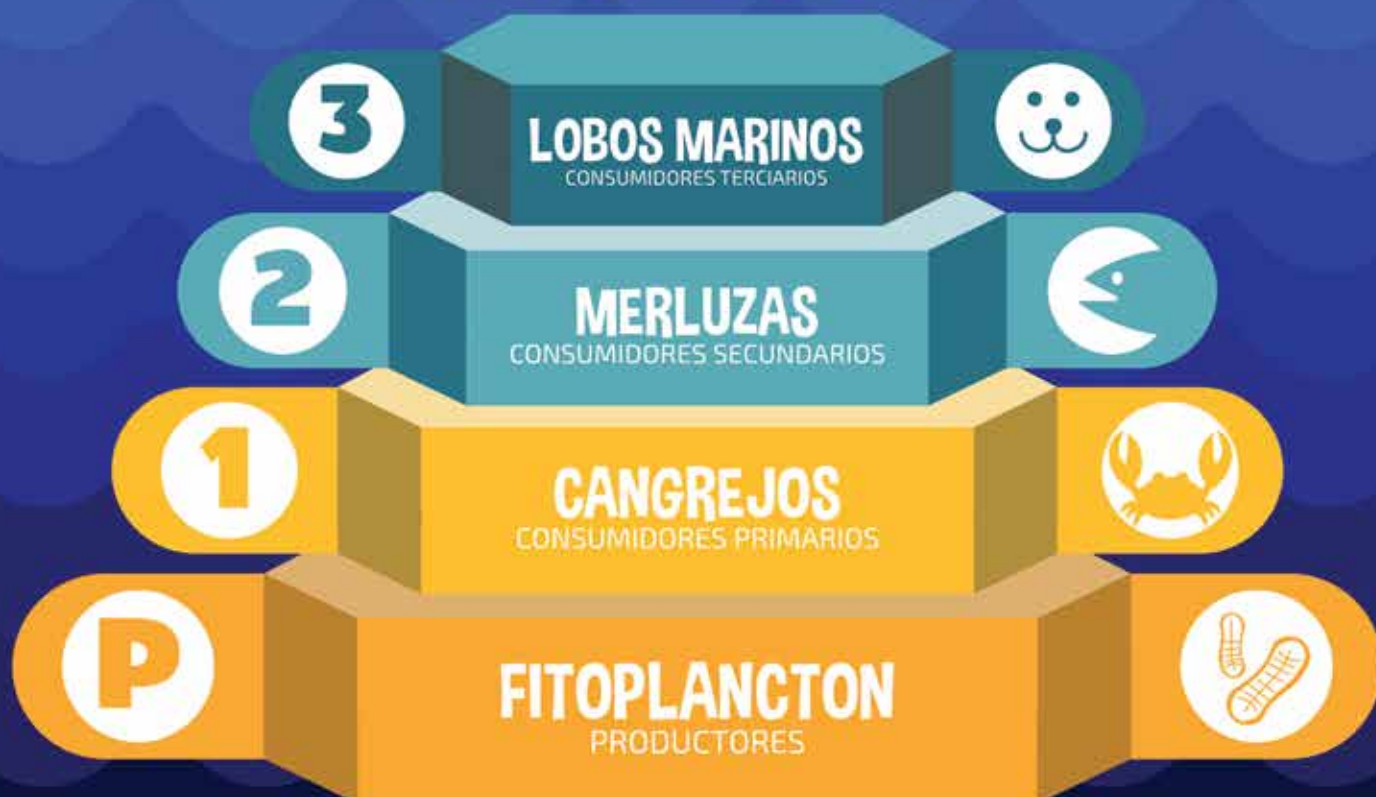 3
LOBOS MARINOS
CONSUMIDORES TERCIARIOS
2
MERLUZAS
CONSUMIDORES SECUNDARIOS
1
CANGREJOS
CONSUMIDORES PRIMARIOS
P
FITOPLANCTON
PRODUCTORES